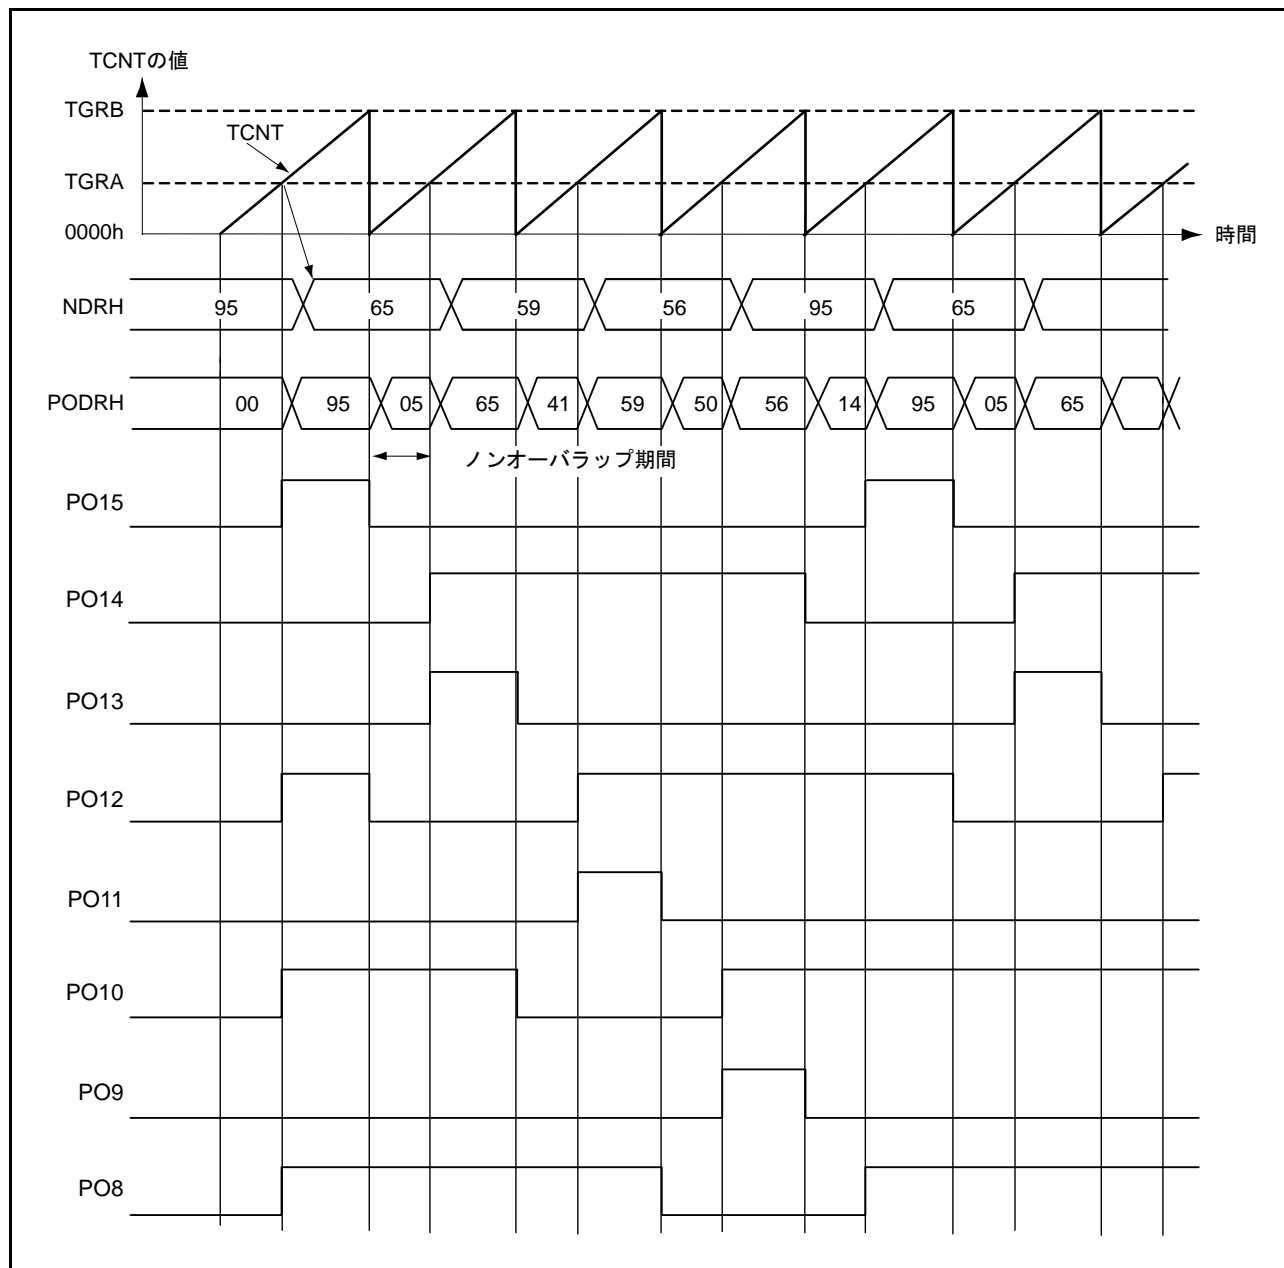 TCNTの値
TGRB
TCNT
TGRA
0000h
時間
NDRH 95 65 59 56 95 65
PODRH 00 95 05 65 41 59 50 56 14 95 05 65
ノンオーバラップ期間
PO15
PO14
PO13
PO12
PO11
PO10
PO9
PO8